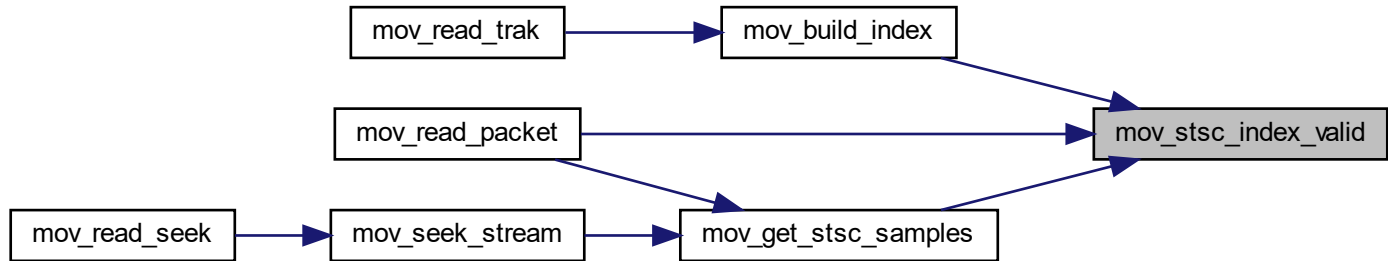 mov_read_trak
mov_build_index
mov_read_packet
mov_stsc_index_valid
mov_read_seek
mov_seek_stream
mov_get_stsc_samples